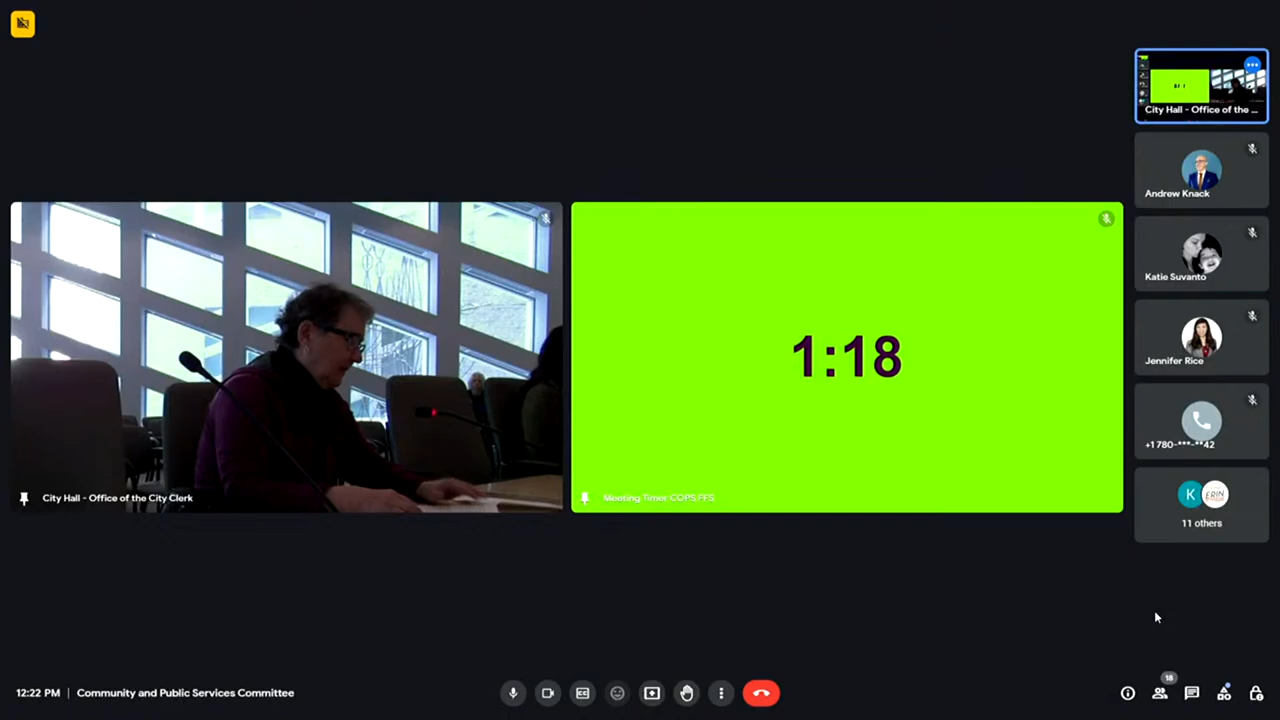 City Hall - Office of the ...
Andrew Knack
Katie Suvanto
Jennifer Rice
+1 780-***-**42
K
ERIN
11 others
1:18
City Hall - Office of the City Clerk
Meeting Timer COPS FFS
12:22 PM | Community and Public Services Committee
18